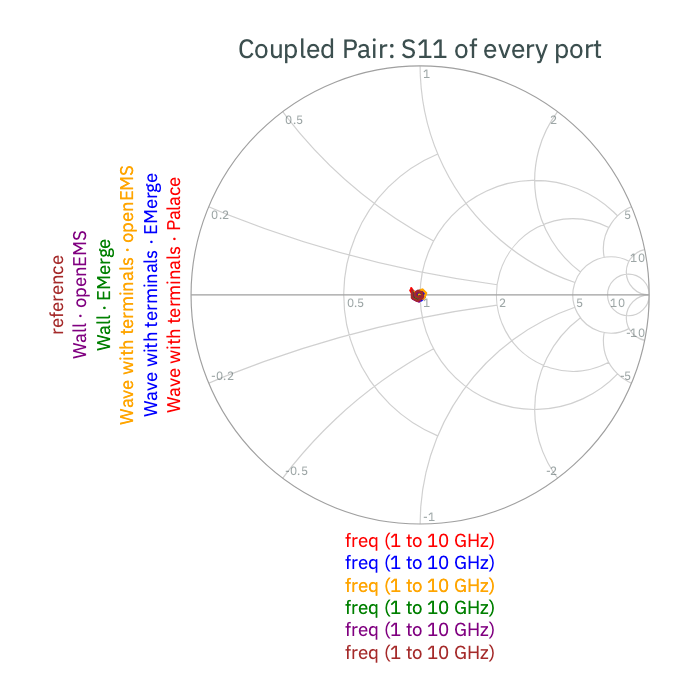 Coupled Pair: S11 of every port
1
0.5
2
0.2
5
10
0.5
1
2
5
10
-10
-0.2
-5
-0.5
-2
-1
reference
Wall · openEMS
Wall · EMerge
Wave with terminals · openEMS
Wave with terminals · EMerge
Wave with terminals · Palace
freq (1 to 10 GHz)
freq (1 to 10 GHz)
freq (1 to 10 GHz)
freq (1 to 10 GHz)
freq (1 to 10 GHz)
freq (1 to 10 GHz)